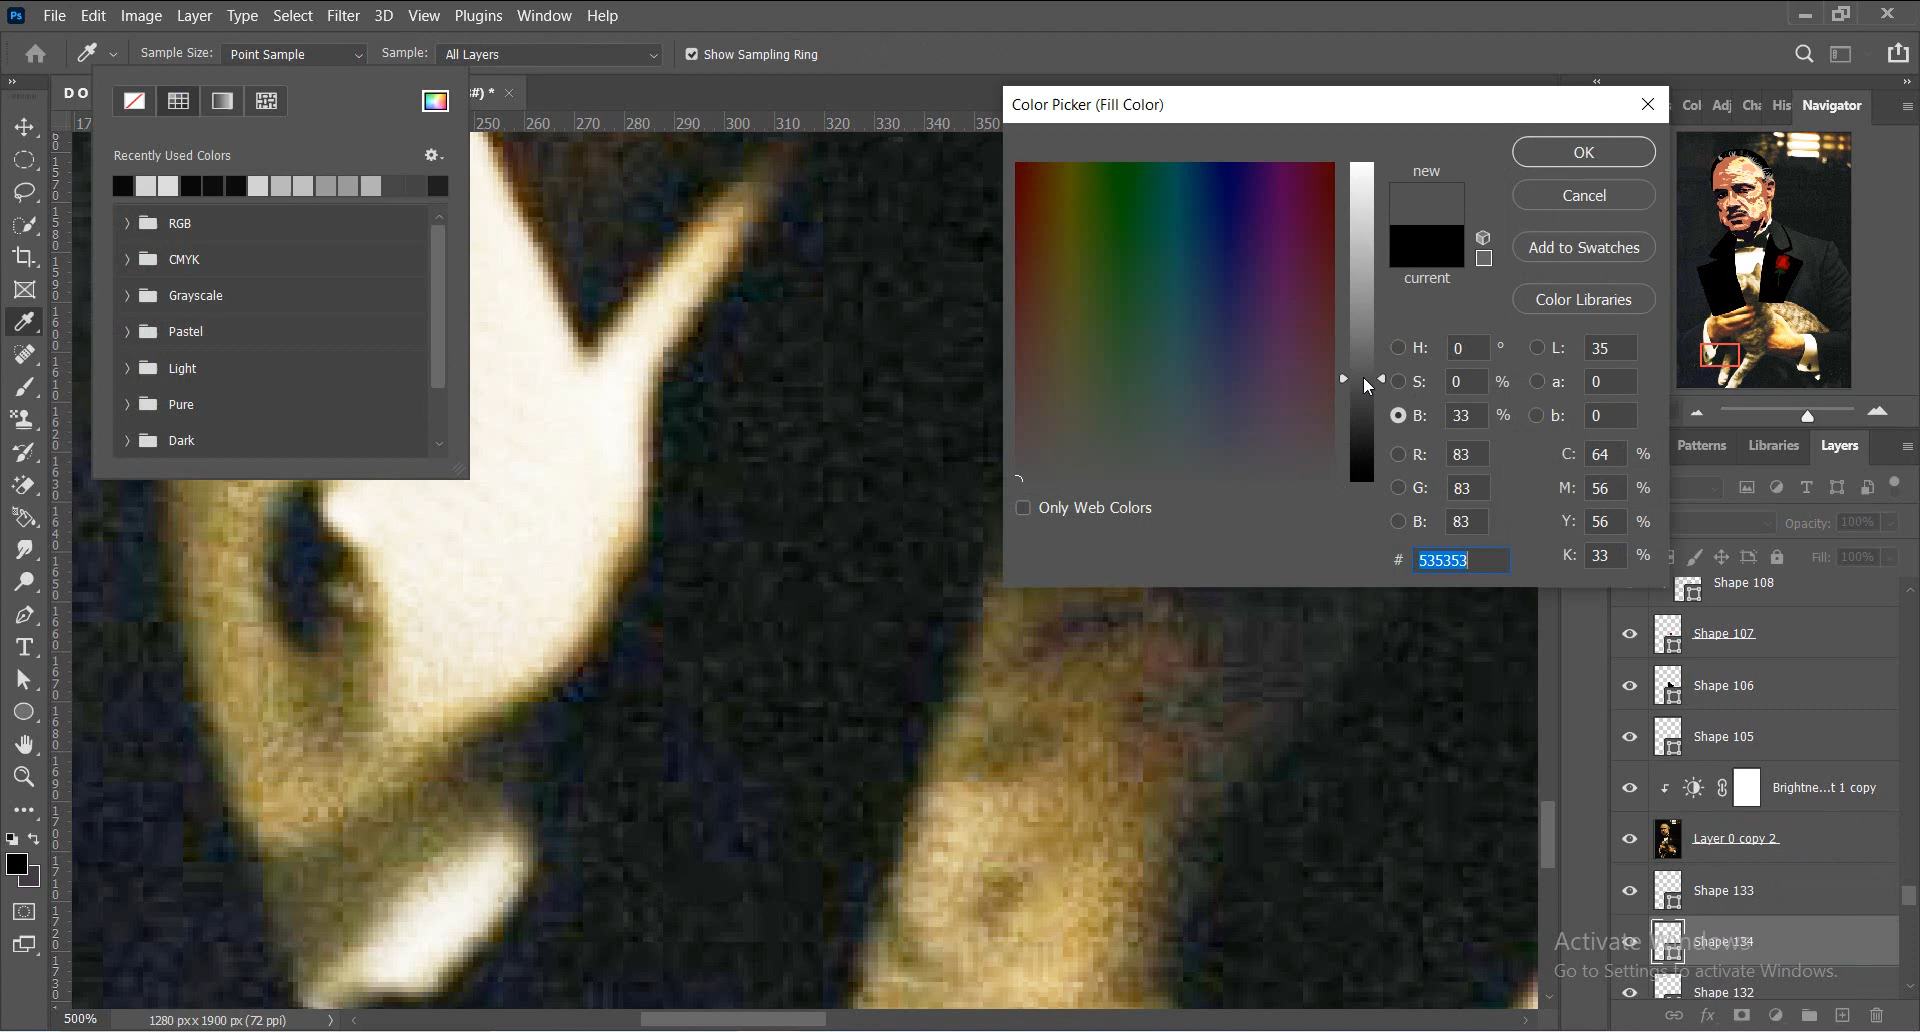 Ps File Edit Image Layer Type Select Filter 3D View Plugins Window Help
Sample Size: Point Sample Sample: All Layers Show Sampling Ring
D O #) *
Color Picker (Fill Color)
Col Adj Cha His Navigator
17 250 260 270 280 290 300 310 320 330 340 350
Recently Used Colors
RGB
CMYK
Grayscale
Pastel
Light
Pure
Dark
new
current
OK
Cancel
Add to Swatches
Color Libraries
H: 0 ° L: 35
S: 0 % a: 0
B: 33 % b: 0
R: 83 C: 64 %
G: 83 M: 56 %
B: 83 Y: 56 %
# 535353 K: 33 %
Only Web Colors
Patterns Libraries Layers
Opacity: 100%
Fill: 100%
Shape 108
Shape 107
Shape 106
Shape 105
Brightne...t 1 copy
Layer 0 copy 2
Shape 133
Shape 134
Shape 132
Activate Windows
Go to Settings to activate Windows.
500% 1280 px x 1900 px (72 ppi)